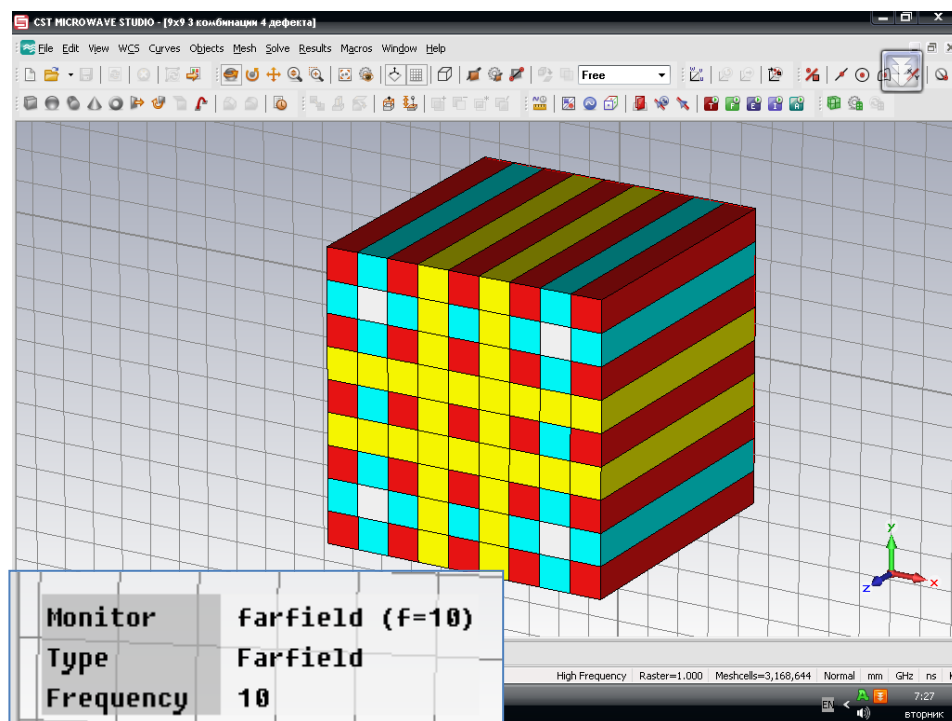 CST MICROWAVE STUDIO - [9x9 3 комбинации 4 дефекта]
File Edit View WCS Curves Objects Mesh Solve Results Macros Window Help
Free
y
x
z
Monitor farfield (f=10)
Type Farfield
Frequency 10
High Frequency Raster=1.000 Meshcells=3,168,644 Normal mm GHz ns
EN 7:27
вторник